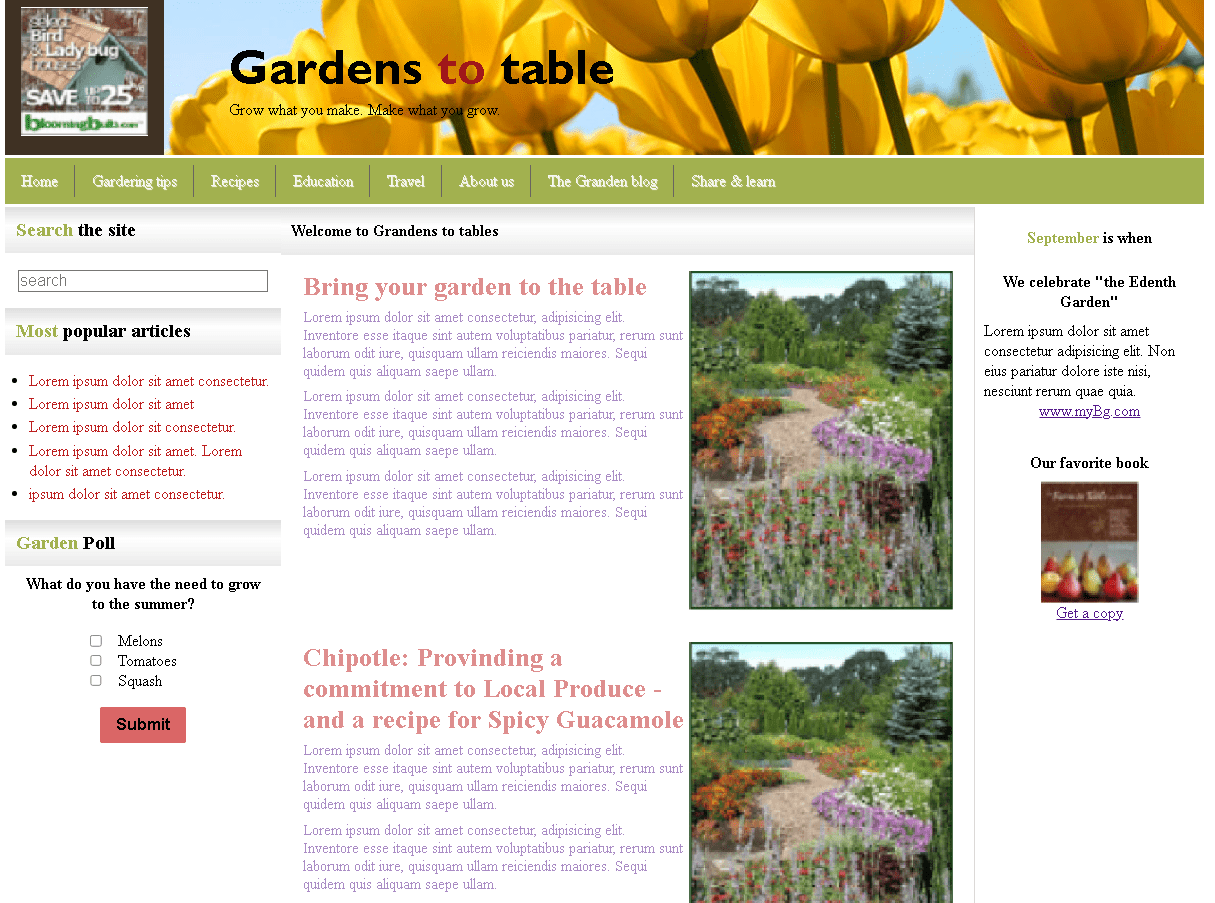 select
Bird
& Lady bug
houses
SAVE UP TO 25%
bloomingbulb.com
Gardens to table
Grow what you make. Make what you grow.
Home
Gardering tips
Recipes
Education
Travel
About us
The Granden blog
Share & learn
Search the site
search
Most popular articles
Lorem ipsum dolor sit amet consectetur.
Lorem ipsum dolor sit amet
Lorem ipsum dolor sit consectetur.
Lorem ipsum dolor sit amet. Lorem
dolor sit amet consectetur.
ipsum dolor sit amet consectetur.
Garden Poll
What do you have the need to grow
to the summer?
Melons
Tomatoes
Squash
Submit
Welcome to Grandens to tables
Bring your garden to the table
Lorem ipsum dolor sit amet consectetur, adipisicing elit.
Inventore esse itaque sint autem voluptatibus pariatur, rerum sunt
laborum odit iure, quisquam ullam reiciendis maiores. Sequi
quidem quis aliquam saepe ullam.
Lorem ipsum dolor sit amet consectetur, adipisicing elit.
Inventore esse itaque sint autem voluptatibus pariatur, rerum sunt
laborum odit iure, quisquam ullam reiciendis maiores. Sequi
quidem quis aliquam saepe ullam.
Lorem ipsum dolor sit amet consectetur, adipisicing elit.
Inventore esse itaque sint autem voluptatibus pariatur, rerum sunt
laborum odit iure, quisquam ullam reiciendis maiores. Sequi
quidem quis aliquam saepe ullam.
Chipotle: Provinding a
commitment to Local Produce -
and a recipe for Spicy Guacamole
Lorem ipsum dolor sit amet consectetur, adipisicing elit.
Inventore esse itaque sint autem voluptatibus pariatur, rerum sunt
laborum odit iure, quisquam ullam reiciendis maiores. Sequi
quidem quis aliquam saepe ullam.
Lorem ipsum dolor sit amet consectetur, adipisicing elit.
Inventore esse itaque sint autem voluptatibus pariatur, rerum sunt
laborum odit iure, quisquam ullam reiciendis maiores. Sequi
quidem quis aliquam saepe ullam.
September is when
We celebrate "the Edenth
Garden"
Lorem ipsum dolor sit amet
consectetur adipisicing elit. Non
eius pariatur dolore iste nisi,
nesciunt rerum quae quia.
www.myBg.com
Our favorite book
Get a copy